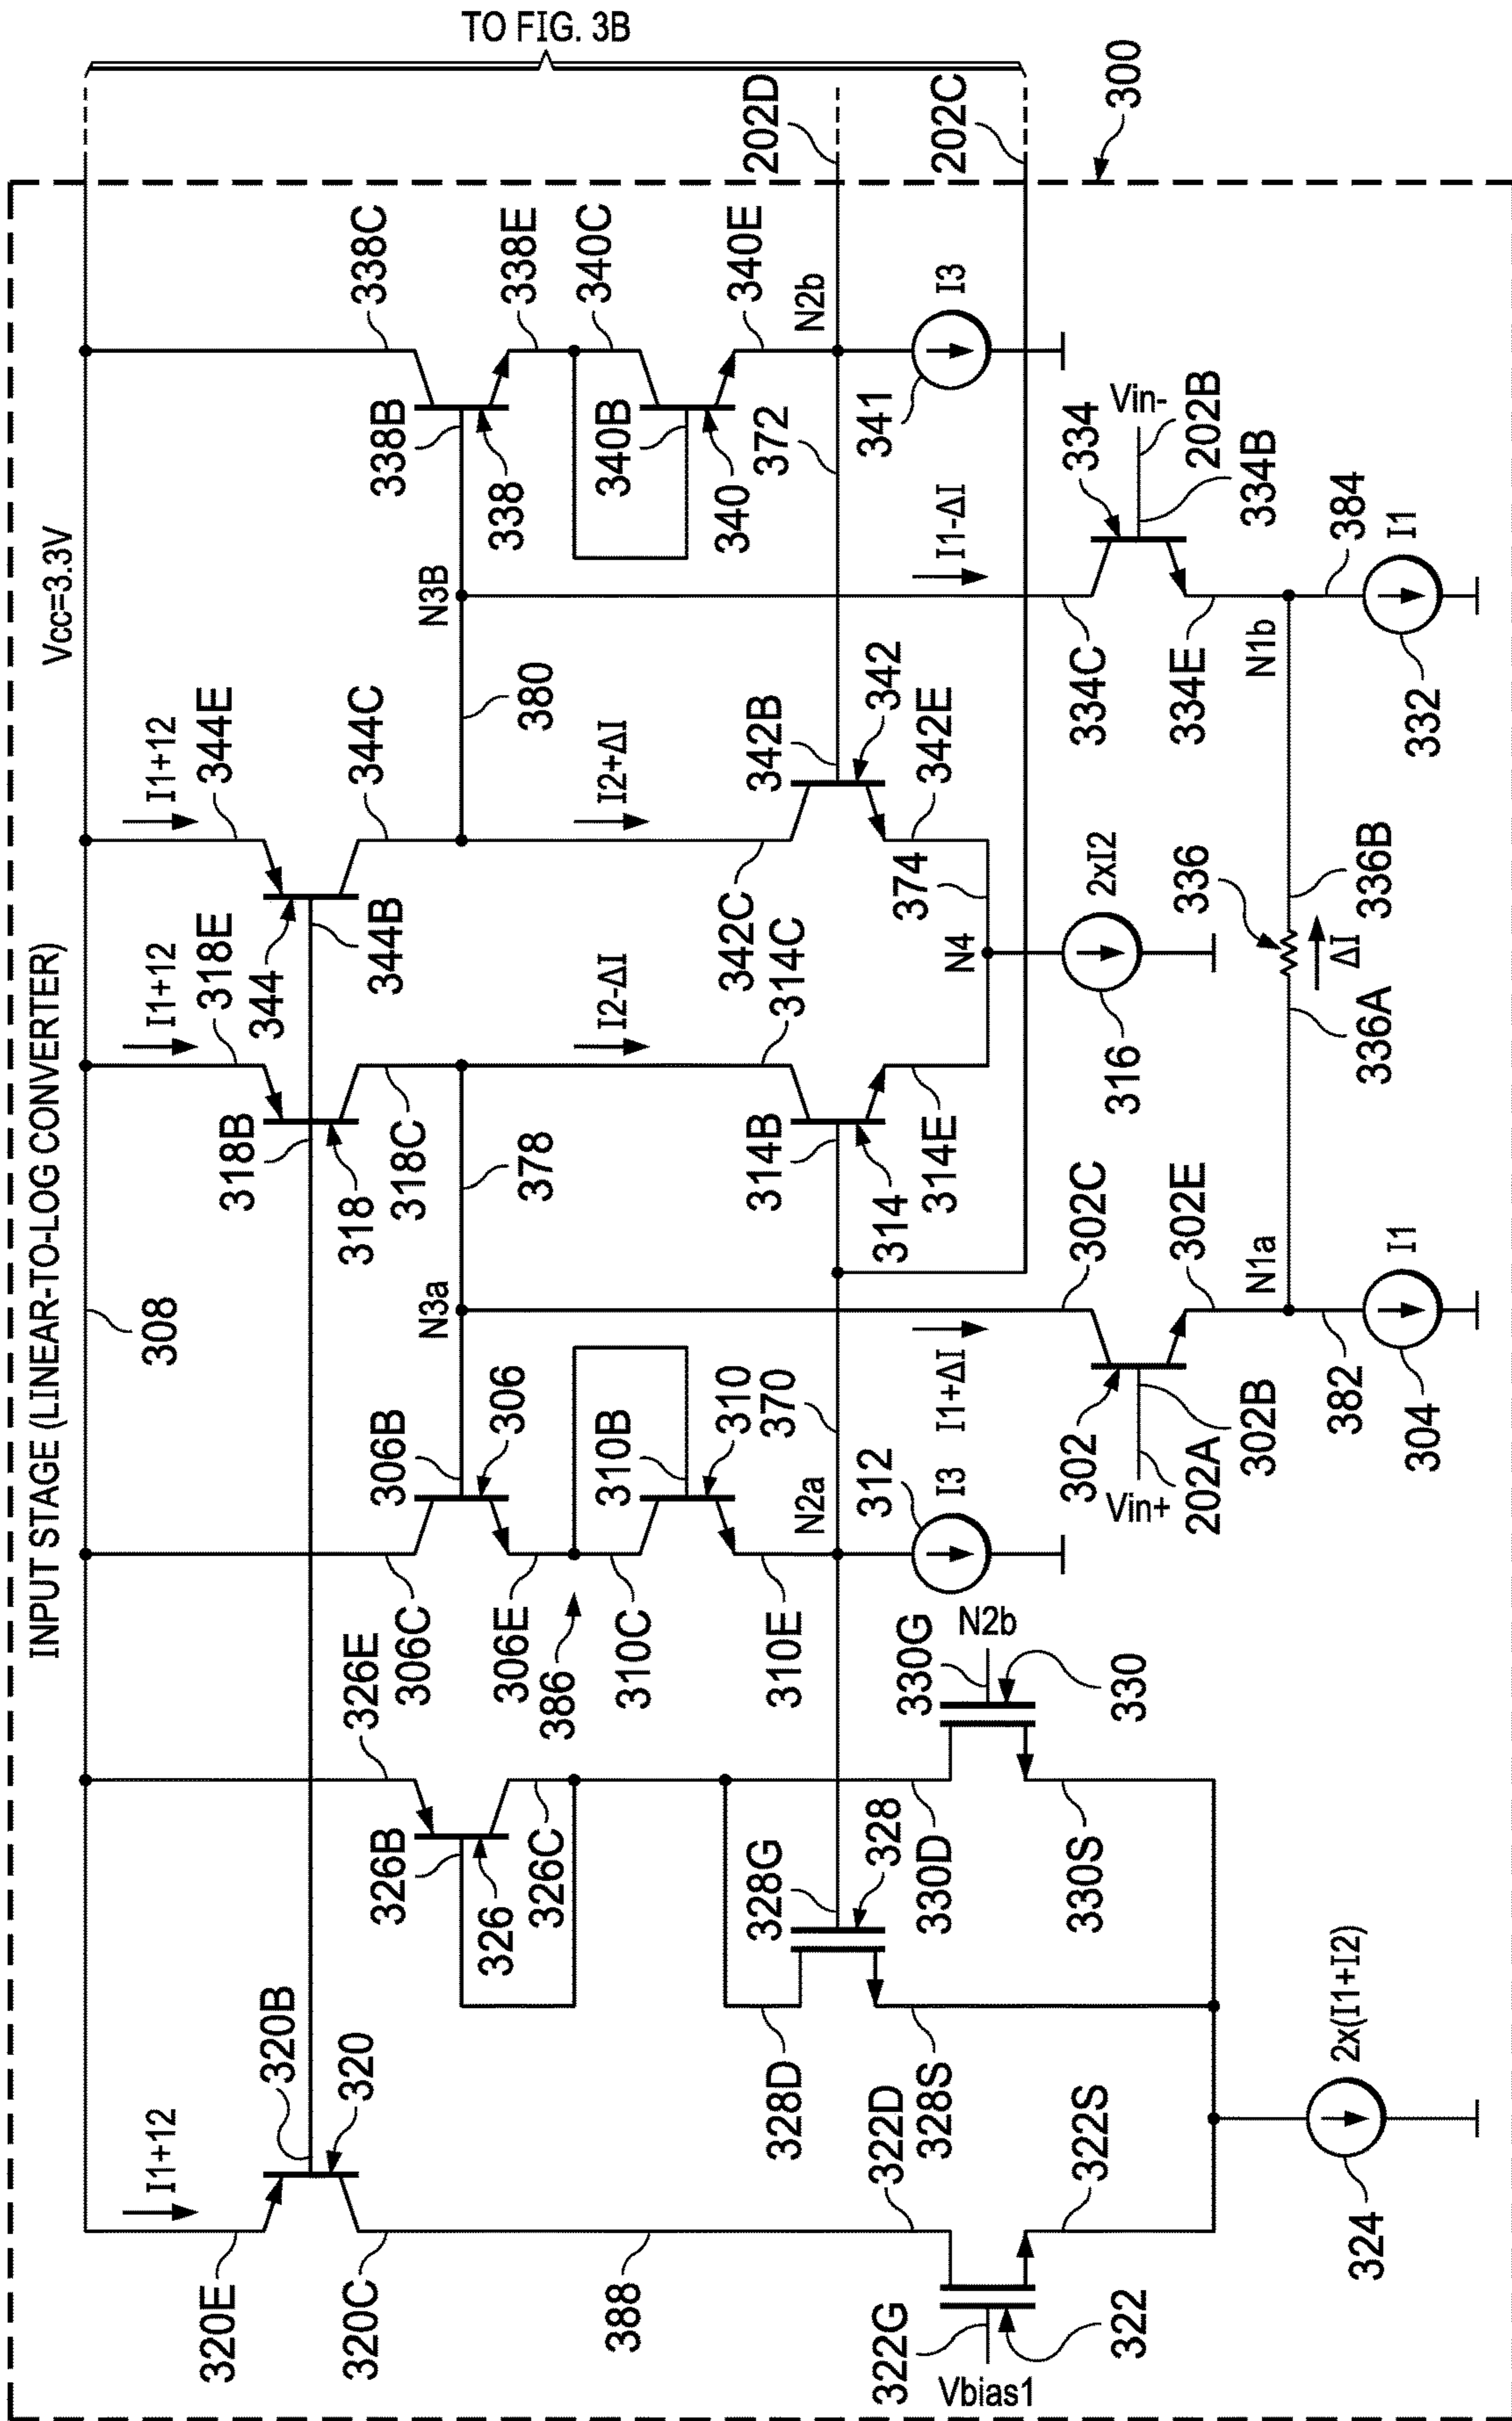 TO FIG. 3B
INPUT STAGE (LINEAR-TO-LOG CONVERTER)
Vcc=3.3V
I1+12
308
I1+12
I1+12
320E
318E
344E
318B
320B
344
320
318
344B
320C
326E
344C
338C
326B
306C
306B
318C
338B
N3a
N3B
326
306
378
380
338
326C
306E
338E
386
310B
I2-ΔI
I2+ΔI
340B
340C
388
310C
310
340
328G
310E
370
314B
314C
342C
342B
372
340E
202D
328D
N2a
N2b
322D
328
314
342
328S
330D
330G
312
314E
374
342E
341
202C
322G
Vbias1
N2b
I3
I1+ΔI
N4
I1-ΔI
I3
322
322S
330S
330
302
302C
316
2xI2
334C
334
300
Vin+
202A
302B
302E
336
334E
Vin-
202B
334B
N1a
N1b
324
2x(I1+I2)
304
382
I1
336A
ΔI
336B
332
384
I1